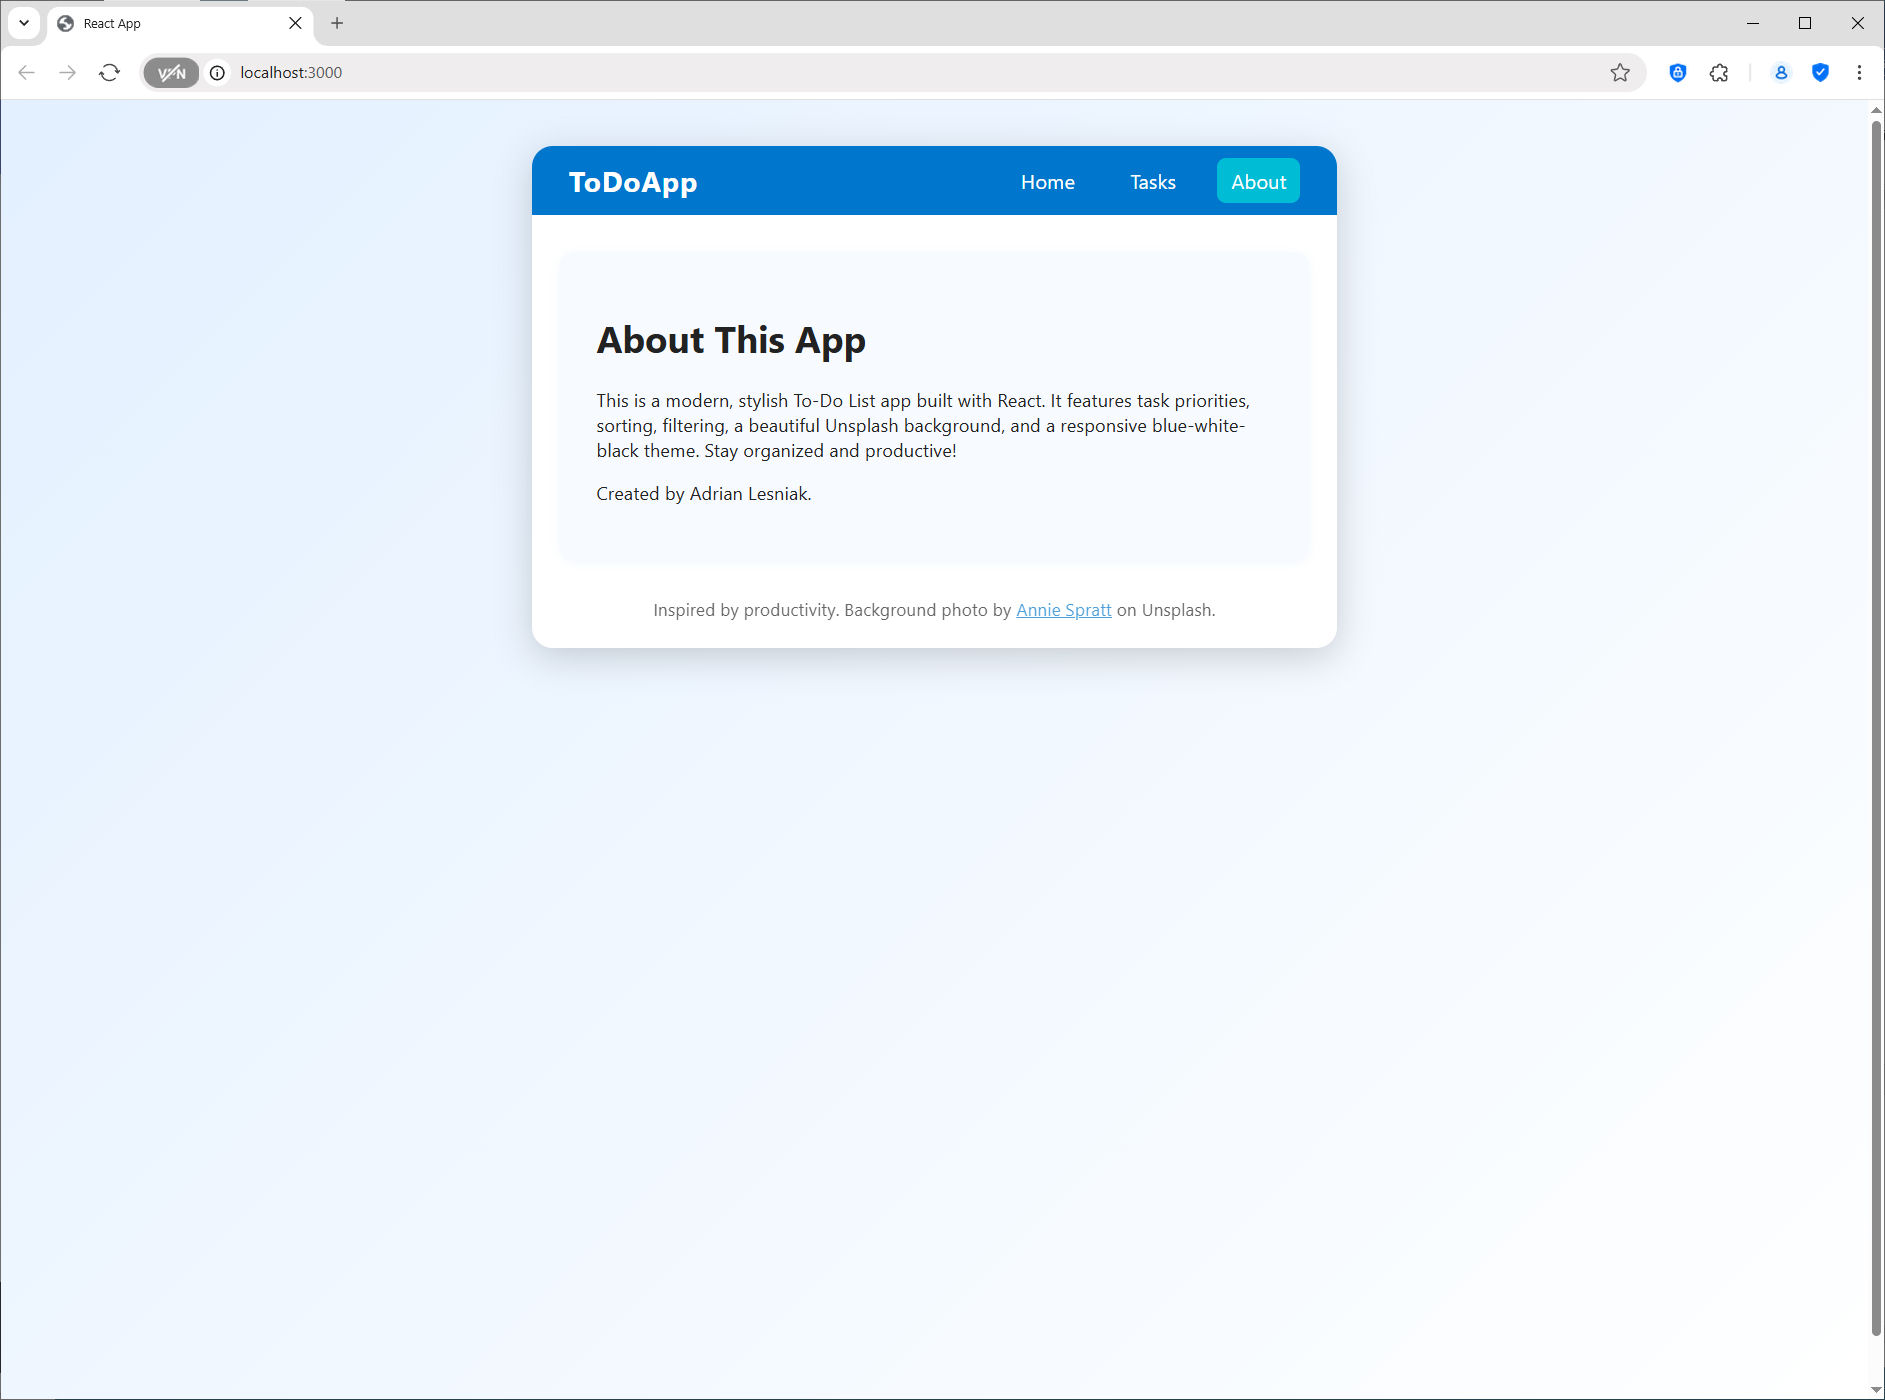 React App
VPN
localhost:3000
ToDoApp Home Tasks About
About This App
This is a modern, stylish To-Do List app built with React. It features task priorities,
sorting, filtering, a beautiful Unsplash background, and a responsive blue-white-
black theme. Stay organized and productive!
Created by Adrian Lesniak.
Inspired by productivity. Background photo by Annie Spratt on Unsplash.